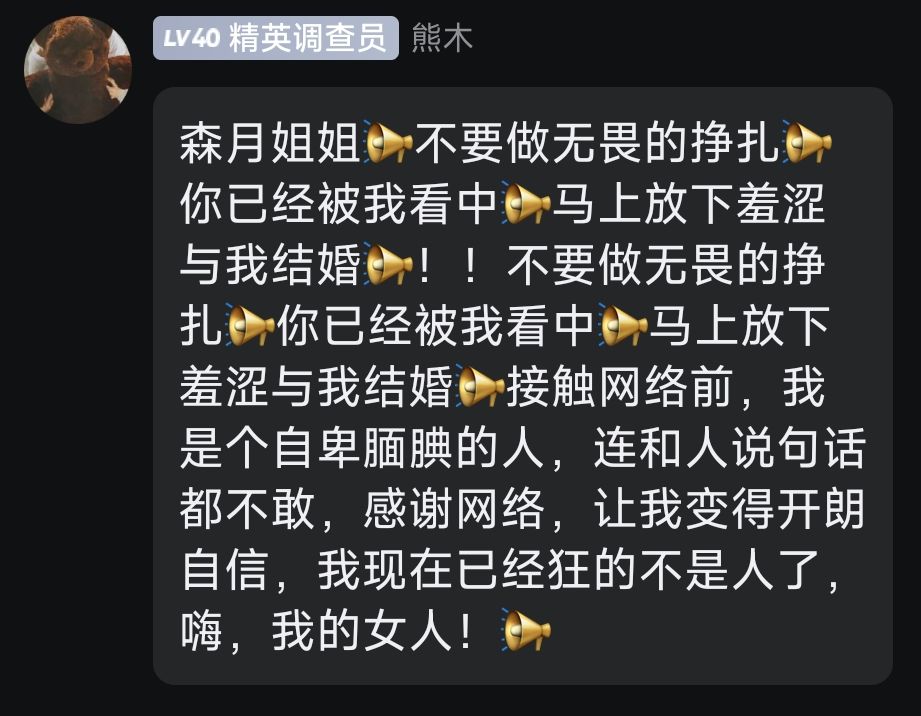 LV40 精英调查员 熊木
森月姐姐📢不要做无畏的挣扎📢
你已经被我看中📢马上放下羞涩
与我结婚📢！！不要做无畏的挣
扎📢你已经被我看中📢马上放下
羞涩与我结婚📢接触网络前，我
是个自卑腼腆的人，连和人说句话
都不敢，感谢网络，让我变得开朗
自信，我现在已经狂的不是人了，
嗨，我的女人！📢